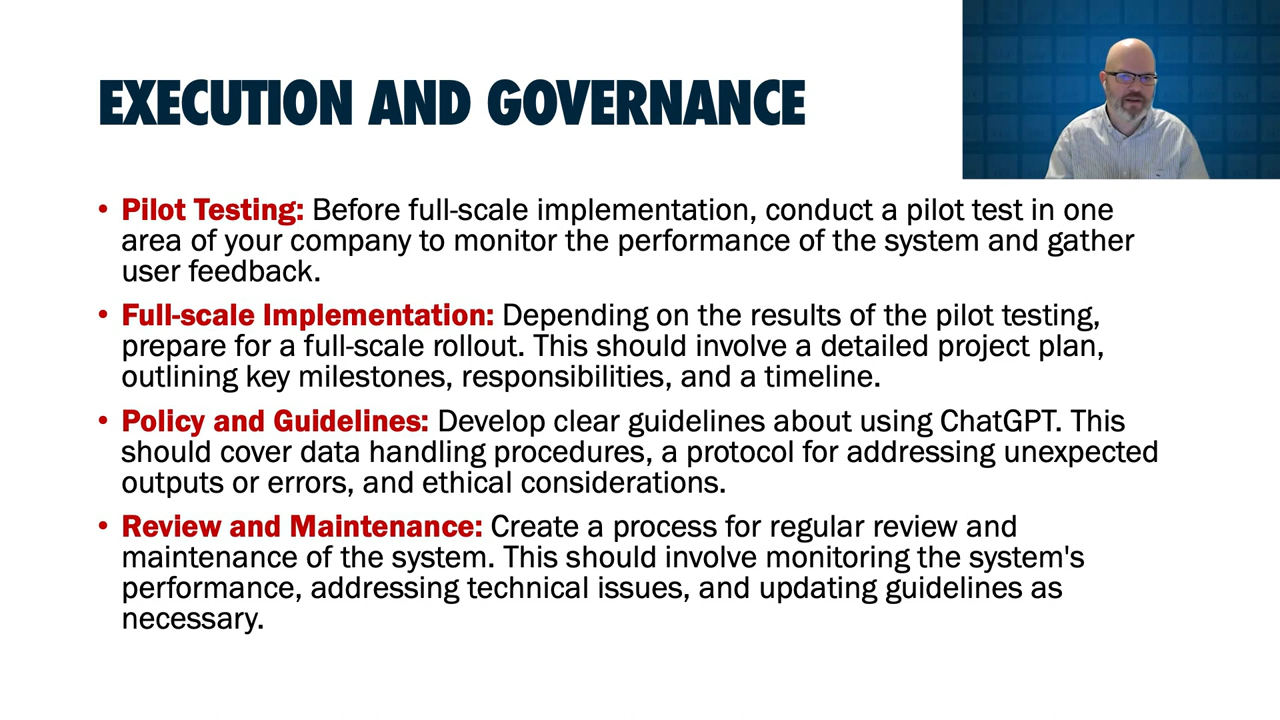 EXECUTION AND GOVERNANCE
• Pilot Testing: Before full-scale implementation, conduct a pilot test in one
area of your company to monitor the performance of the system and gather
user feedback.
• Full-scale Implementation: Depending on the results of the pilot testing,
prepare for a full-scale rollout. This should involve a detailed project plan,
outlining key milestones, responsibilities, and a timeline.
• Policy and Guidelines: Develop clear guidelines about using ChatGPT. This
should cover data handling procedures, a protocol for addressing unexpected
outputs or errors, and ethical considerations.
• Review and Maintenance: Create a process for regular review and
maintenance of the system. This should involve monitoring the system's
performance, addressing technical issues, and updating guidelines as
necessary.